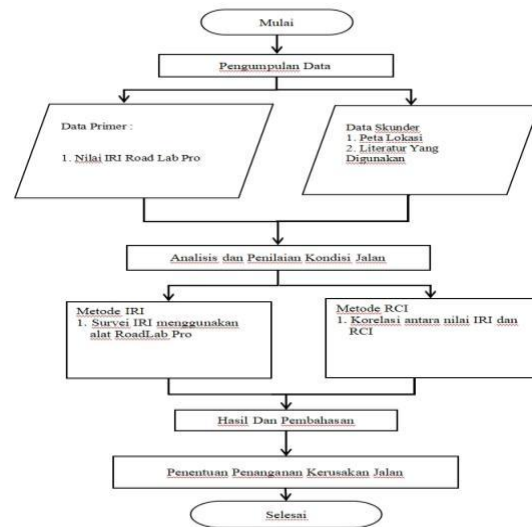 Mulai
Pengumpulan Data
Data Primer :
1. Nilai IRI Road Lab Pro
Data Skunder
1. Peta Lokasi
2. Literatur Yang
Digunakan
Analisis dan Penilaian Kondisi Jalan
Metode IRI
1. Survei IRI menggunakan
alat RoadLab Pro
Metode RCI
1. Korelasi antara nilai IRI dan
RCI
Hasil Dan Pembahasan
Penentuan Penanganan Kerusakan Jalan
Selesai